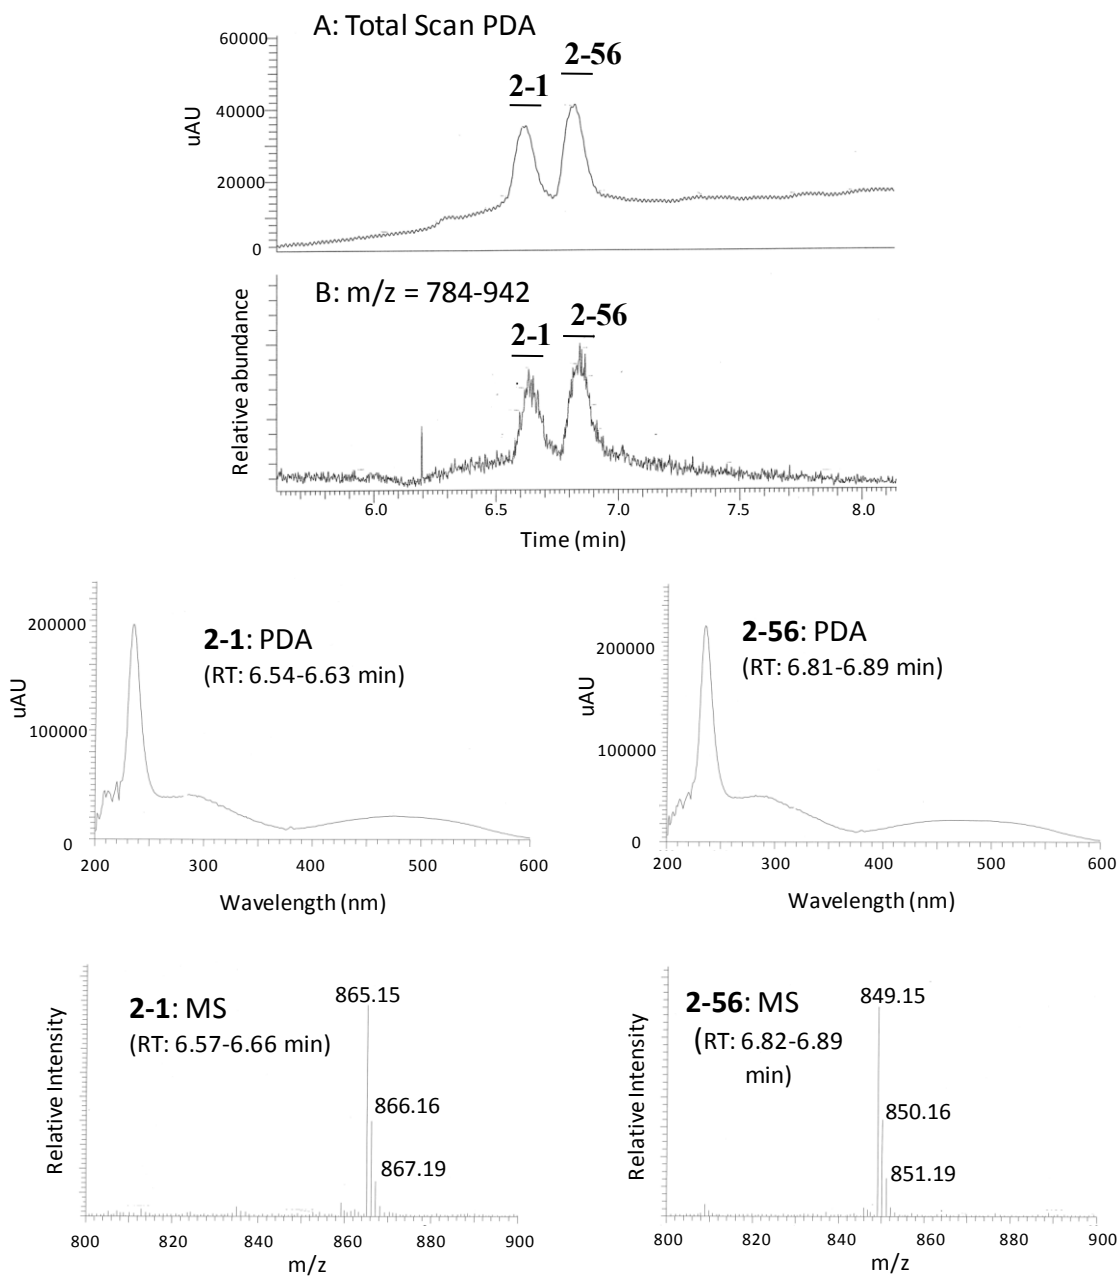 A: Total Scan PDA
60000
40000
20000
0
uAU
2-1
2-56
B: m/z = 784-942
Relative abundance
2-1
2-56
6.0 6.5 7.0 7.5 8.0
Time (min)
200000
100000
0
uAU
2-1: PDA
(RT: 6.54-6.63 min)
200 300 400 500 600
Wavelength (nm)
200000
100000
0
uAU
2-56: PDA
(RT: 6.81-6.89 min)
200 300 400 500 600
Wavelength (nm)
Relative Intensity
2-1: MS
(RT: 6.57-6.66 min)
865.15
866.16
867.19
800 820 840 860 880 900
m/z
Relative Intensity
2-56: MS
(RT: 6.82-6.89
min)
849.15
850.16
851.19
800 820 840 860 880 900
m/z